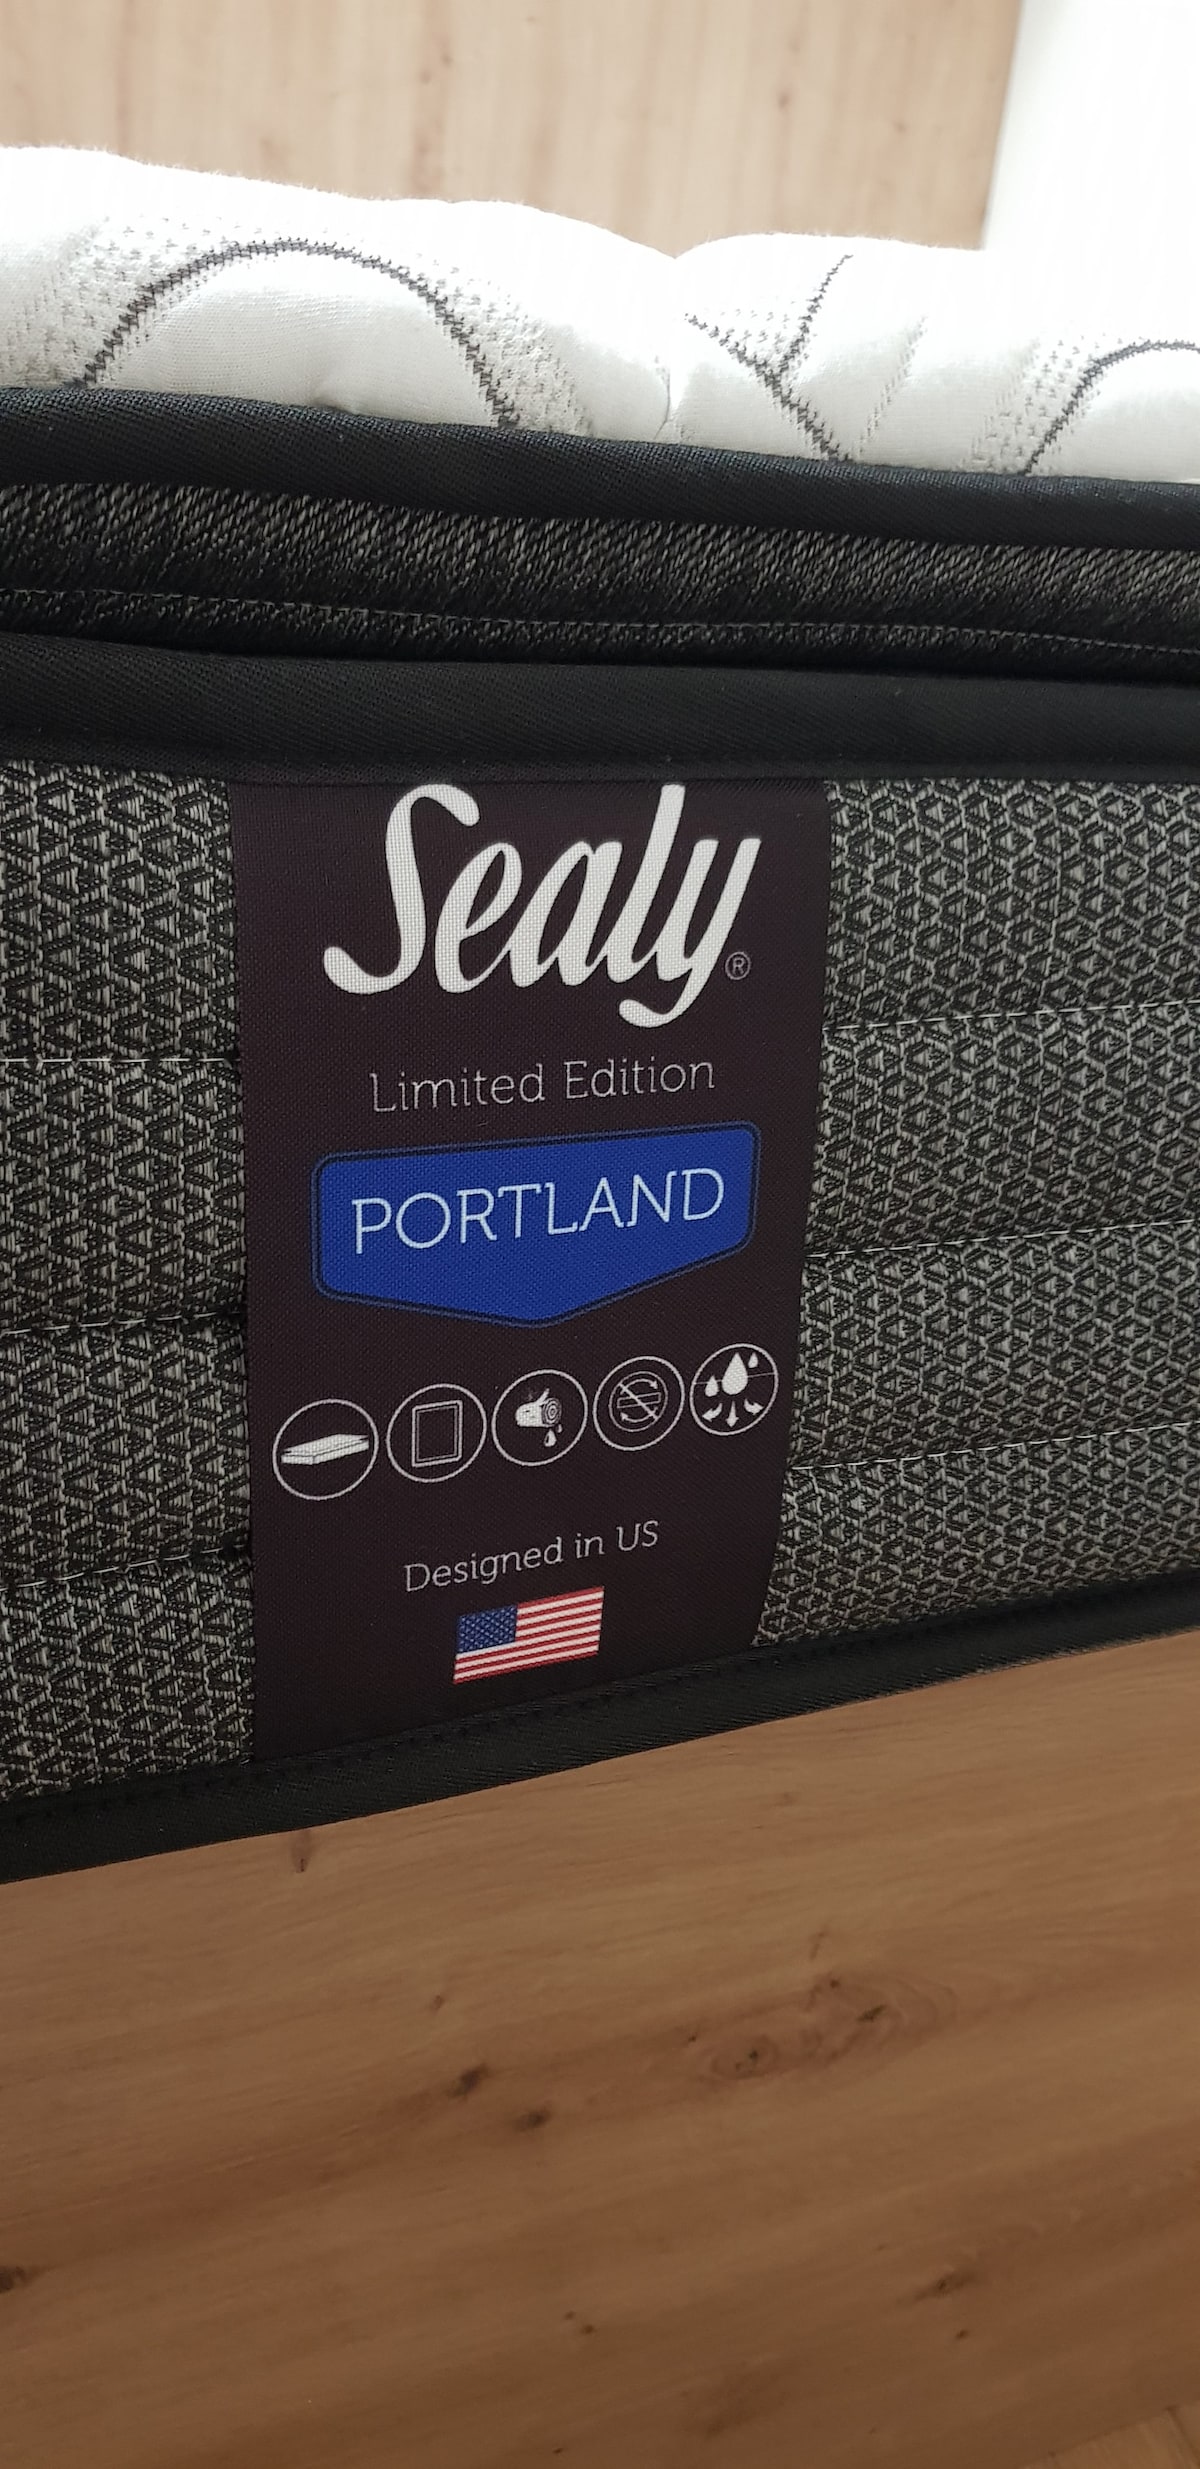 Sealy®
Limited Edition
PORTLAND
Designed in US